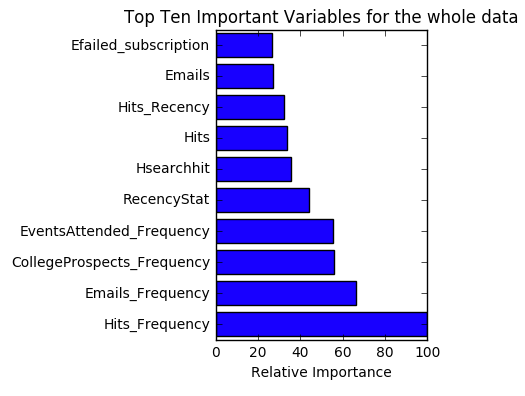 Top Ten Important Variables for the whole data
Efailed_subscription
Emails
Hits_Recency
Hits
Hsearchhit
RecencyStat
EventsAttended_Frequency
CollegeProspects_Frequency
Emails_Frequency
Hits_Frequency
0 20 40 60 80 100
Relative Importance